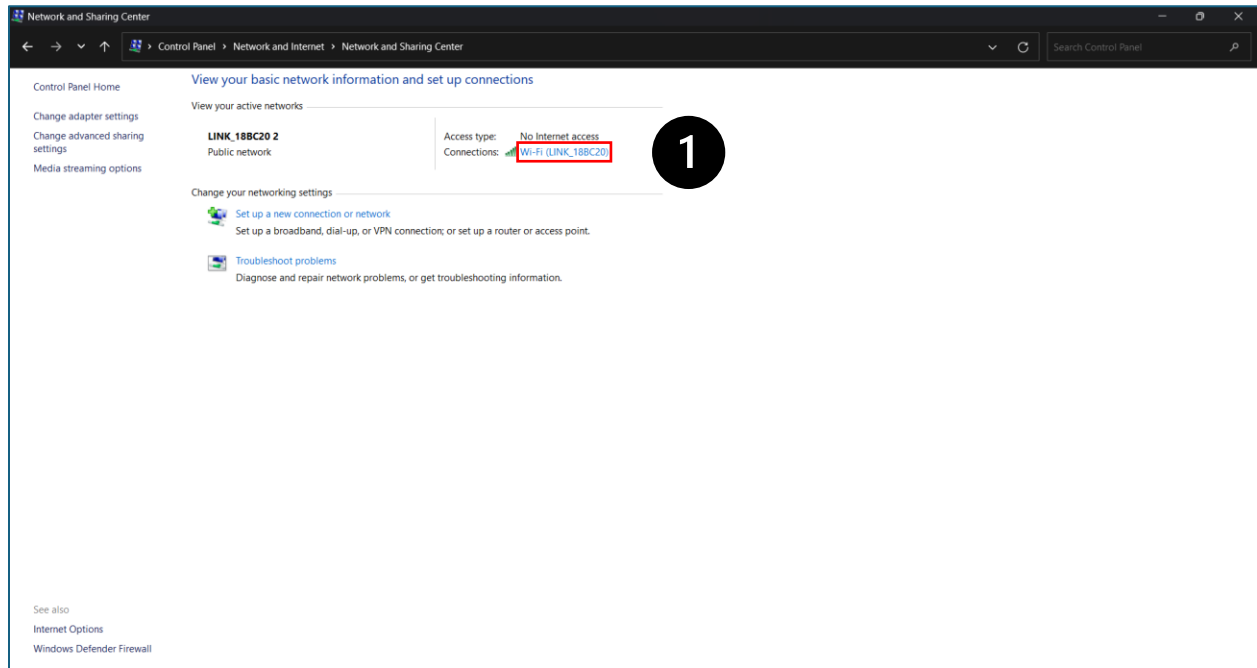 Network and Sharing Center
Control Panel > Network and Internet > Network and Sharing Center
Search Control Panel
Control Panel Home
Change adapter settings
Change advanced sharing
settings
Media streaming options
View your basic network information and set up connections
View your active networks
LINK_18BC20 2
Public network
Access type: No Internet access
Connections: Wi-Fi (LINK_18BC20)
1
Change your networking settings
Set up a new connection or network
Set up a broadband, dial-up, or VPN connection; or set up a router or access point.
Troubleshoot problems
Diagnose and repair network problems, or get troubleshooting information.
See also
Internet Options
Windows Defender Firewall